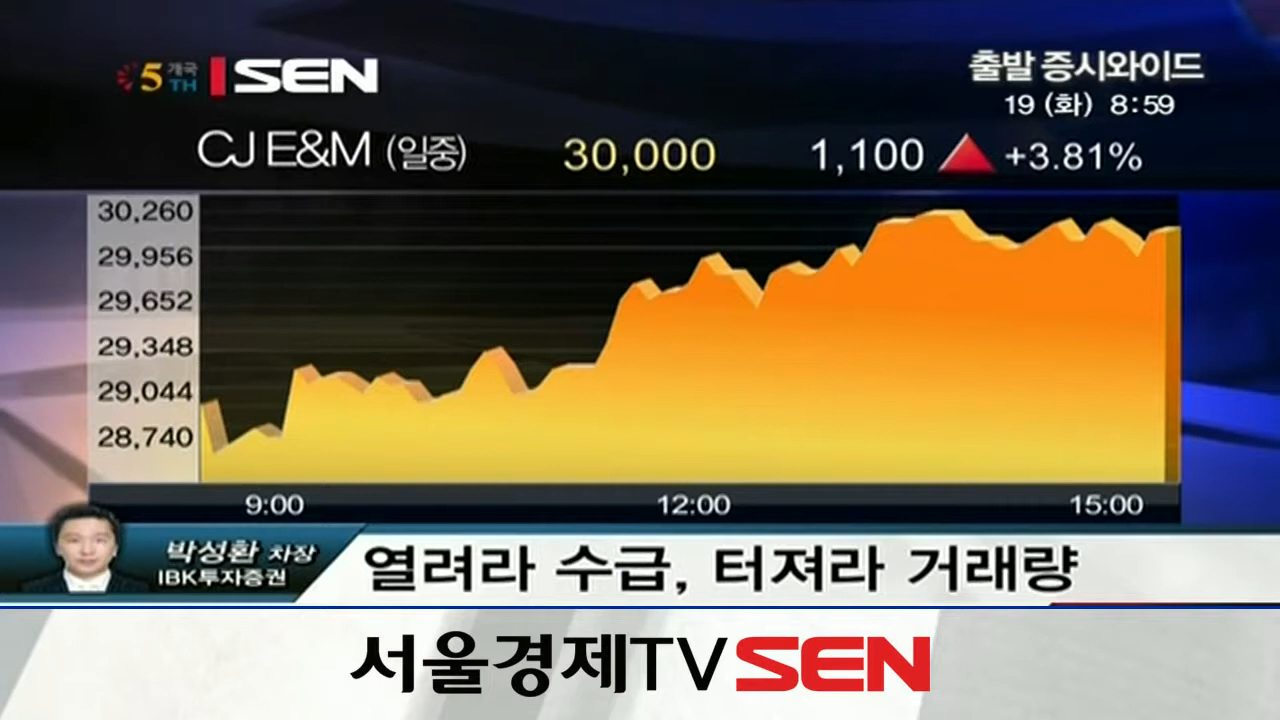 5 개국 TH SEN
출발 증시와이드
19 (화) 8:59
CJ E&M (일중) 30,000 1,100 +3.81%
30,260
29,956
29,652
29,348
29,044
28,740
9:00 12:00 15:00
박성환 차장
IBK투자증권
열려라 수급, 터져라 거래량
서울경제TV SEN